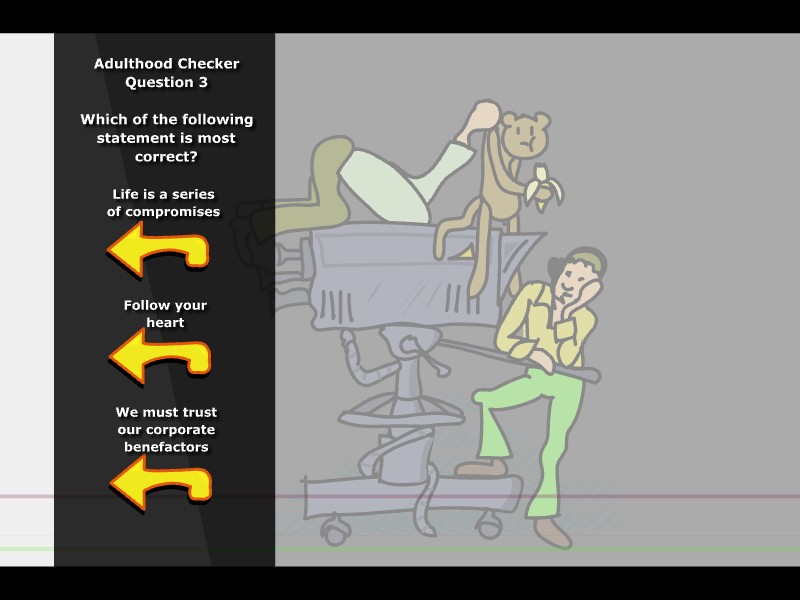 Adulthood Checker
Question 3
Which of the following
statement is most
correct?
Life is a series
of compromises
Follow your
heart
We must trust
our corporate
benefactors